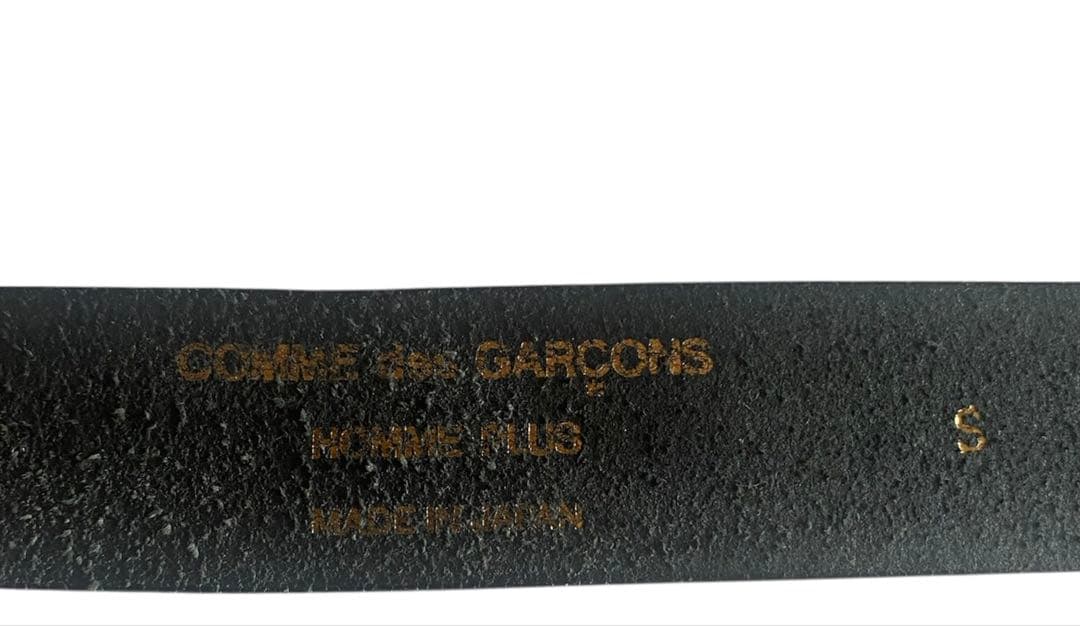 COMME des GARÇONS
HOMME PLUS
MADE IN JAPAN
S